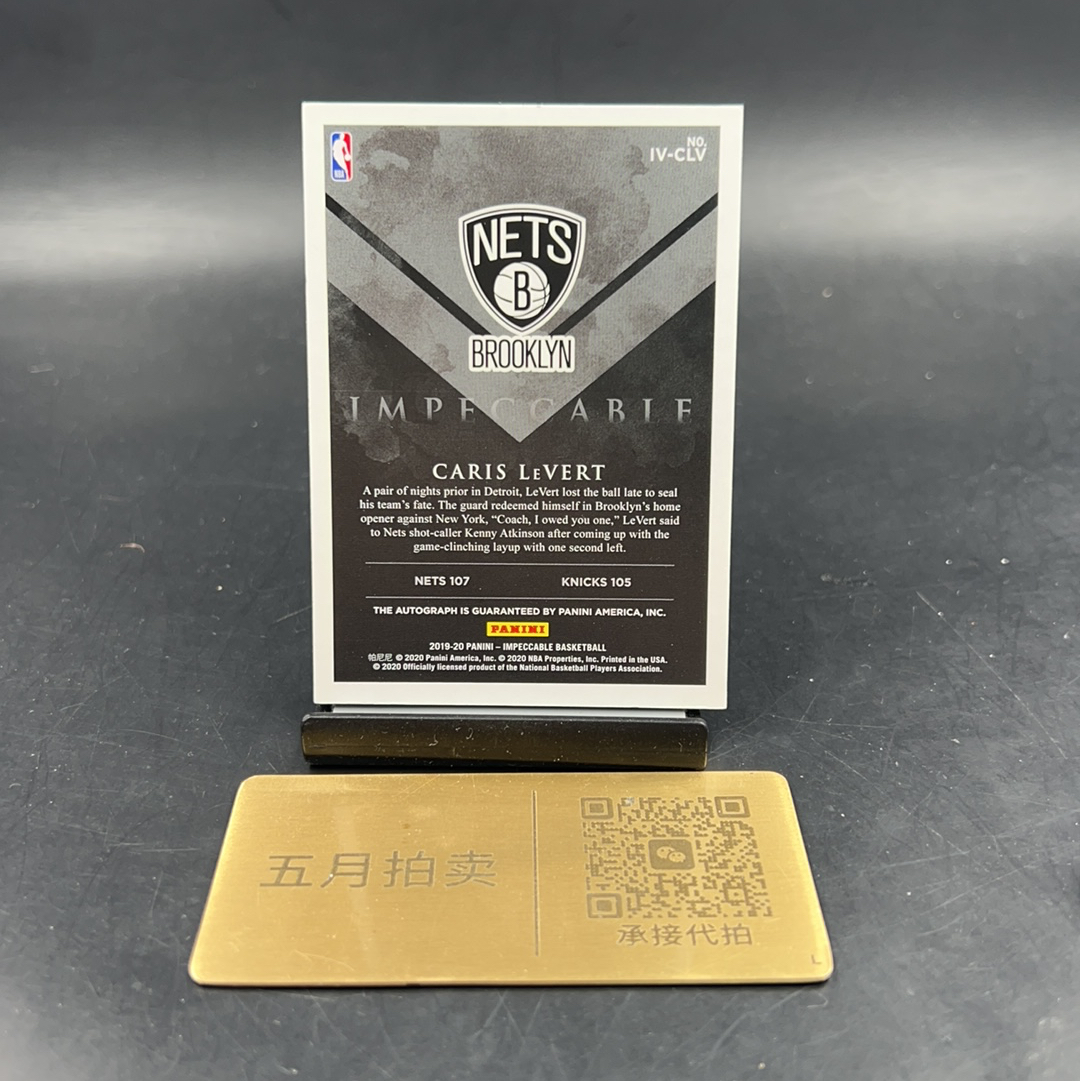 NBA
NO.
IV-CLV
NETS
B
BROOKLYN
IMPECCABLE
CARIS LeVERT
A pair of nights prior in Detroit, LeVert lost the ball late to seal
his team's fate. The guard redeemed himself in Brooklyn's home
opener against New York, “Coach, I owed you one,” LeVert said
to Nets shot-caller Kenny Atkinson after coming up with the
game-clinching layup with one second left.
NETS 107 KNICKS 105
THE AUTOGRAPH IS GUARANTEED BY PANINI AMERICA, INC.
PANINI
2019-20 PANINI – IMPECCABLE BASKETBALL
帕尼尼 © 2020 Panini America, Inc. © 2020 NBA Properties, Inc. Printed in the USA.
© 2020 Officially licensed product of the National Basketball Players Association.
五月拍卖
承接代拍
L